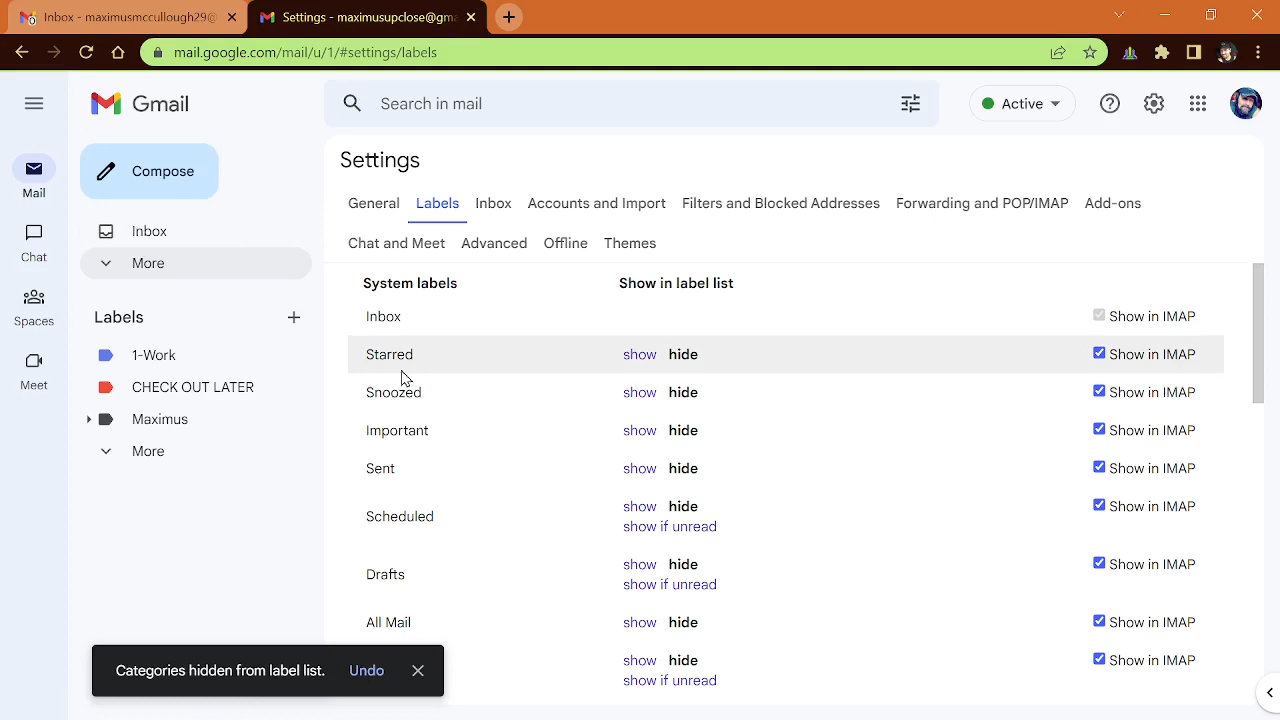 Inbox - maximusmccullough29@
Settings - maximusupclose@gma
mail.google.com/mail/u/1/#settings/labels
Gmail
Search in mail
Active
Mail
Chat
Spaces
Meet
Compose
Inbox
More
Labels
1-Work
CHECK OUT LATER
Maximus
More
Settings
General Labels Inbox Accounts and Import Filters and Blocked Addresses Forwarding and POP/IMAP Add-ons
Chat and Meet Advanced Offline Themes
System labels Show in label list
Inbox Show in IMAP
Starred show hide Show in IMAP
Snoozed show hide Show in IMAP
Important show hide Show in IMAP
Sent show hide Show in IMAP
Scheduled show hide Show in IMAP
show if unread
Drafts show hide Show in IMAP
show if unread
All Mail show hide Show in IMAP
show hide Show in IMAP
show if unread
Categories hidden from label list. Undo